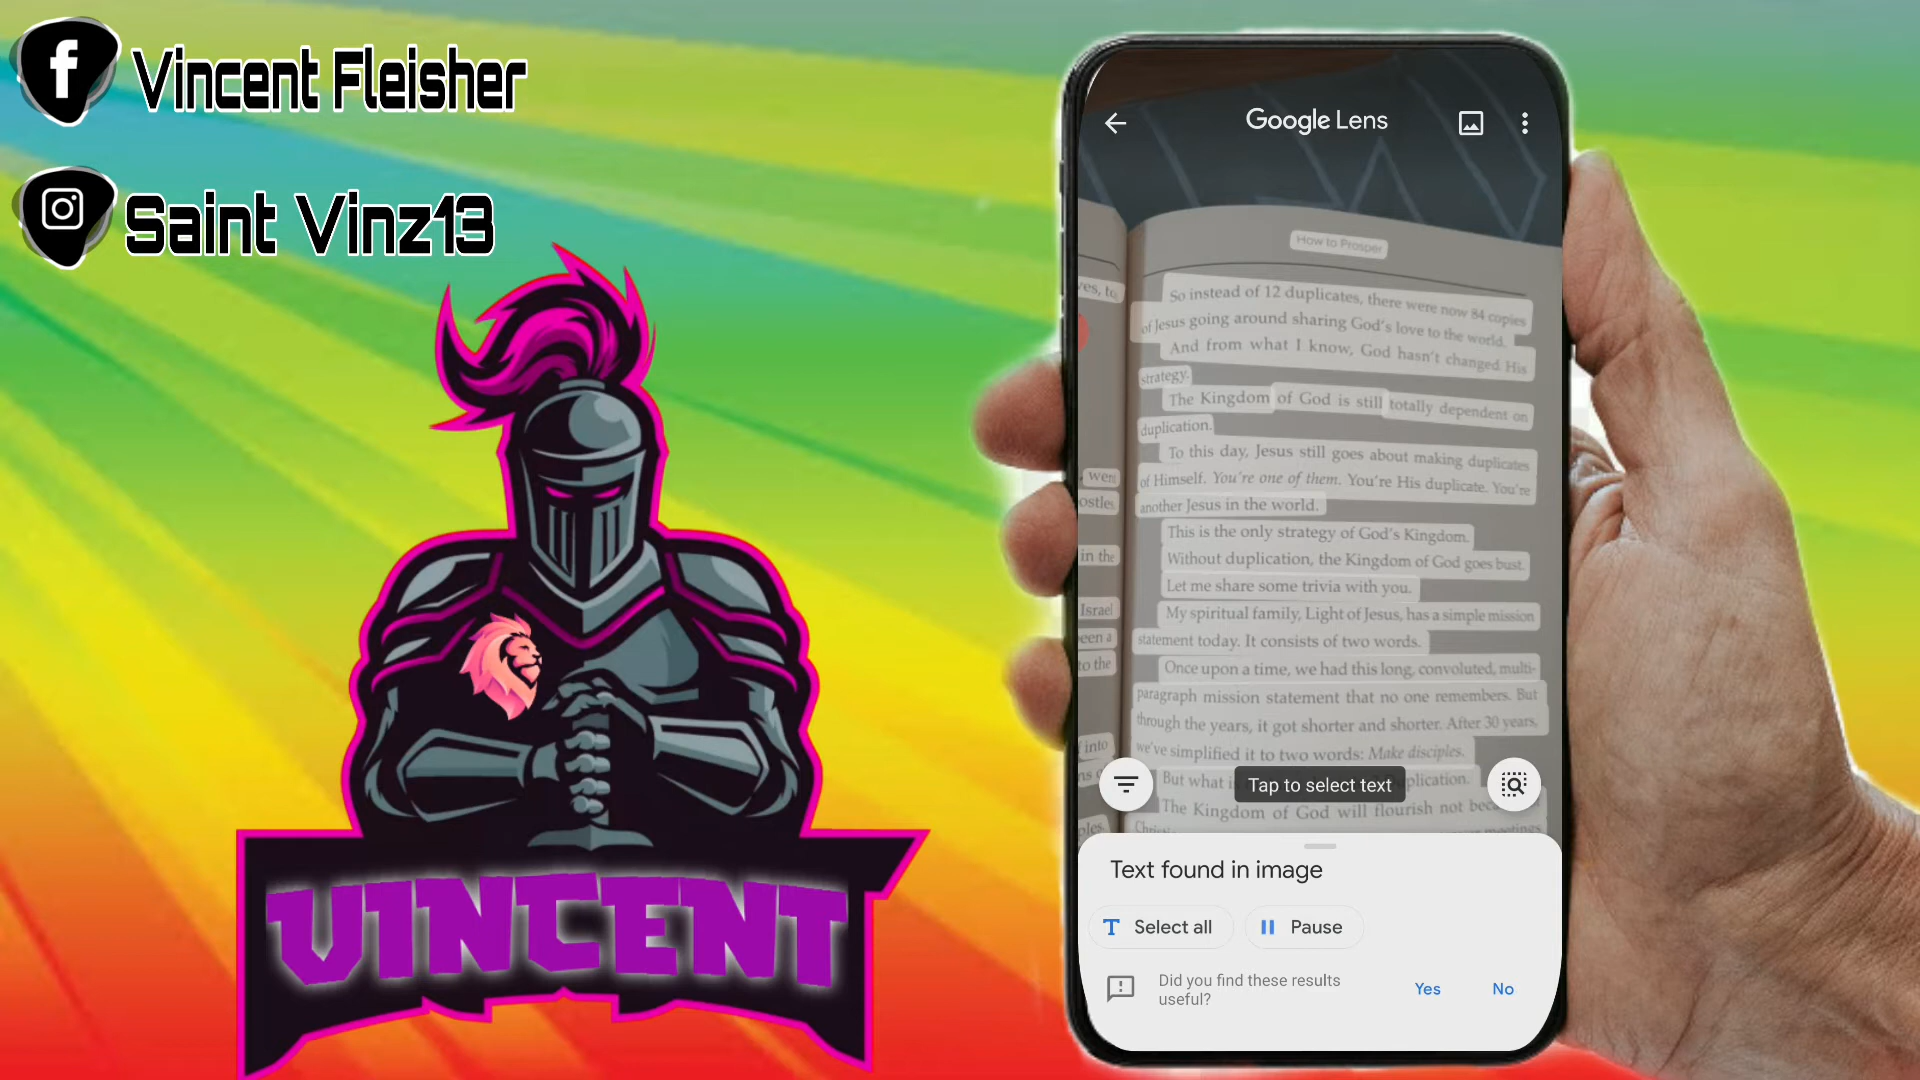 Vincent Fleisher
Saint Vinz13
VINCENT
Google Lens
How to Prosper
So instead of 12 duplicates, there were now 84 copies
of Jesus going around sharing God's love to the world.
And from what I know, God hasn't changed His
strategy.
The Kingdom of God is still totally dependent on
duplication.
To this day, Jesus still goes about making duplicates
of Himself. You're one of them. You're His duplicate. You're
another Jesus in the world.
This is the only strategy of God's Kingdom.
Without duplication, the Kingdom of God goes bust.
Let me share some trivia with you.
My spiritual family, Light of Jesus, has a simple mission
statement today. It consists of two words.
Once upon a time, we had this long, convoluted, multi-
paragraph mission statement that no one remembers. But
through the years, it got shorter and shorter. After 30 years,
we've simplified it to two words: Make disciples.
But what
The Kingdom of God will flourish not
meetings
in the
Israel
to the
into
Tap to select text
Text found in image
Select all
Pause
Did you find these results
useful?
Yes
No